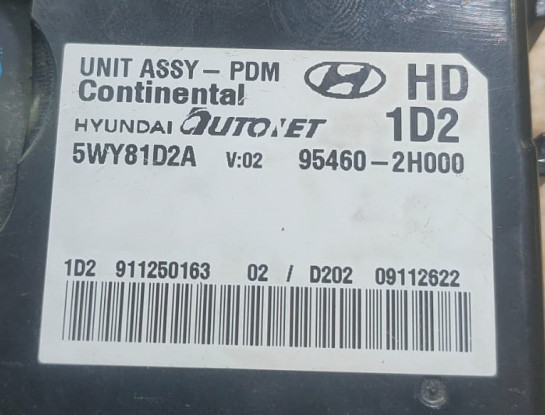 UNIT ASSY - PDM HD
Continental
HYUNDAI AUTONET 1D2
5WY81D2A V:02 95460-2H000
1D2 911250163 02 / D202 09112622